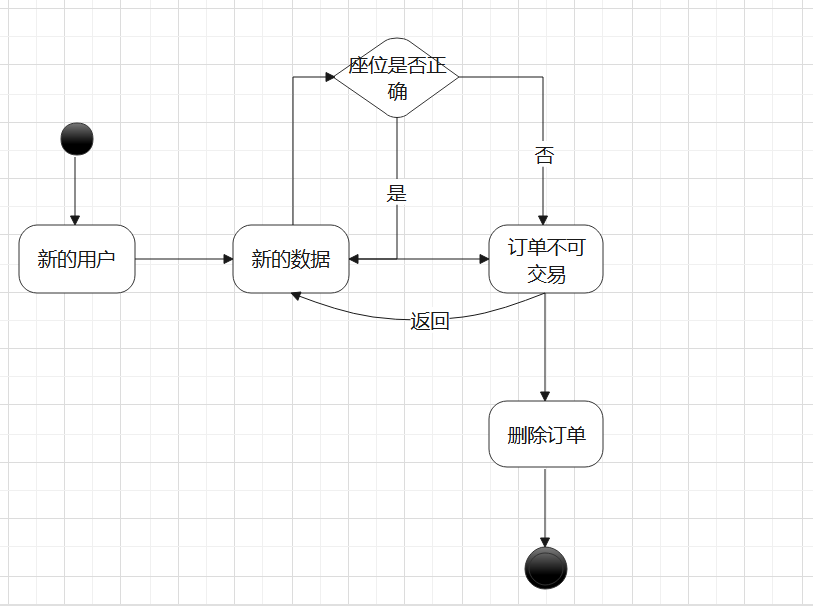 座位是否正
确
否
是
新的用户
新的数据
订单不可
交易
返回
删除订单